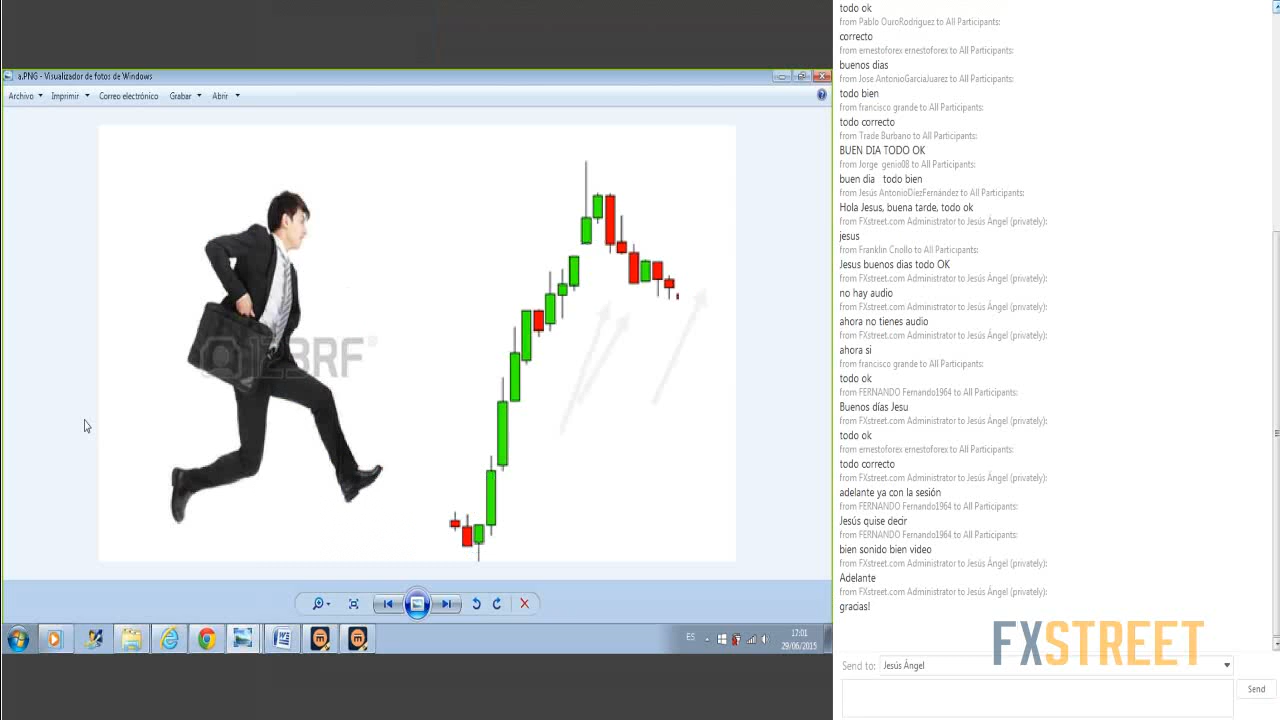 a.PNG - Visualizador de fotos de Windows
Archivo Imprimir Correo electrónico Grabar Abrir
123RF®
ES
17:01
29/06/2015
todo ok
from Pablo OuroRodriguez to All Participants:
correcto
from ernestoforex ernestoforex to All Participants:
buenos dias
from Jose AntonioGarciaJuarez to All Participants:
todo bien
from francisco grande to All Participants:
todo correcto
from Trade Burbano to All Participants:
BUEN DIA TODO OK
from Jorge genio08 to All Participants:
buen dia todo bien
from Jesús AntonioDíezFernández to All Participants:
Hola Jesus, buena tarde, todo ok
from FXstreet.com Administrator to Jesús Ángel (privately):
jesus
from Franklin Criollo to All Participants:
Jesus buenos dias todo OK
from FXstreet.com Administrator to Jesús Ángel (privately):
no hay audio
from FXstreet.com Administrator to Jesús Ángel (privately):
ahora no tienes audio
from FXstreet.com Administrator to Jesús Ángel (privately):
ahora si
from francisco grande to All Participants:
todo ok
from FERNANDO Fernando1964 to All Participants:
Buenos días Jesu
from FXstreet.com Administrator to Jesús Ángel (privately):
todo ok
from ernestoforex ernestoforex to All Participants:
todo correcto
from FXstreet.com Administrator to Jesús Ángel (privately):
adelante ya con la sesión
from FERNANDO Fernando1964 to All Participants:
Jesús quise decir
from FERNANDO Fernando1964 to All Participants:
bien sonido bien video
from FXstreet.com Administrator to Jesús Ángel (privately):
Adelante
from FXstreet.com Administrator to Jesús Ángel (privately):
gracias!
FXSTREET
Send to: Jesús Ángel
Send